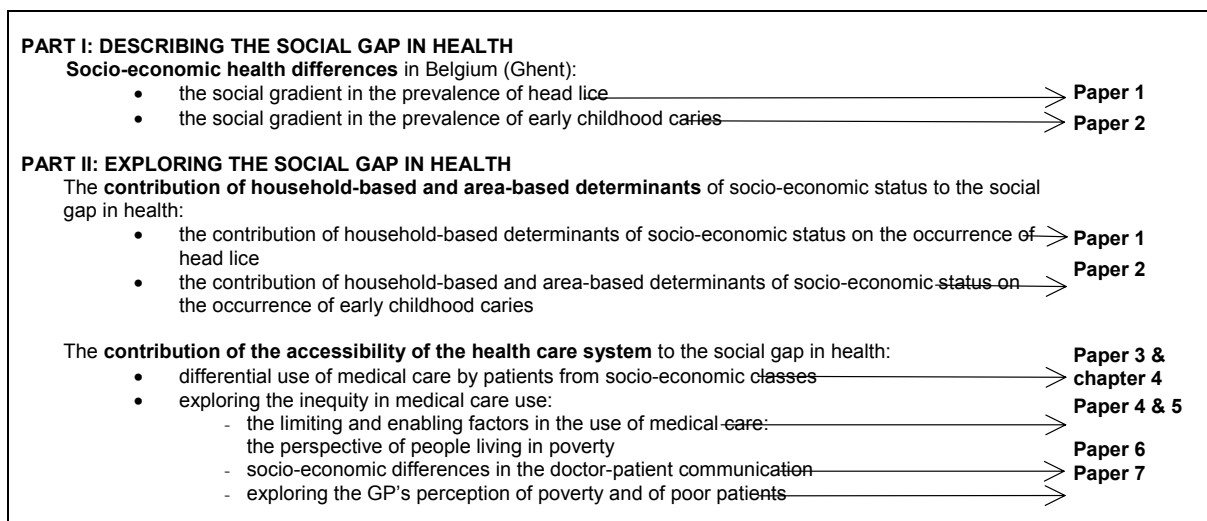 PART I: DESCRIBING THE SOCIAL GAP IN HEALTH
Socio-economic health differences in Belgium (Ghent):
• the social gradient in the prevalence of head lice Paper 1
• the social gradient in the prevalence of early childhood caries Paper 2
PART II: EXPLORING THE SOCIAL GAP IN HEALTH
The contribution of household-based and area-based determinants of socio-economic status to the social
gap in health:
• the contribution of household-based determinants of socio-economic status on the occurrence of Paper 1
head lice
• the contribution of household-based and area-based determinants of socio-economic status on Paper 2
the occurrence of early childhood caries
The contribution of the accessibility of the health care system to the social gap in health: Paper 3 &
• differential use of medical care by patients from socio-economic classes chapter 4
• exploring the inequity in medical care use: Paper 4 & 5
- the limiting and enabling factors in the use of medical care:
the perspective of people living in poverty Paper 6
- socio-economic differences in the doctor-patient communication Paper 7
- exploring the GP's perception of poverty and of poor patients